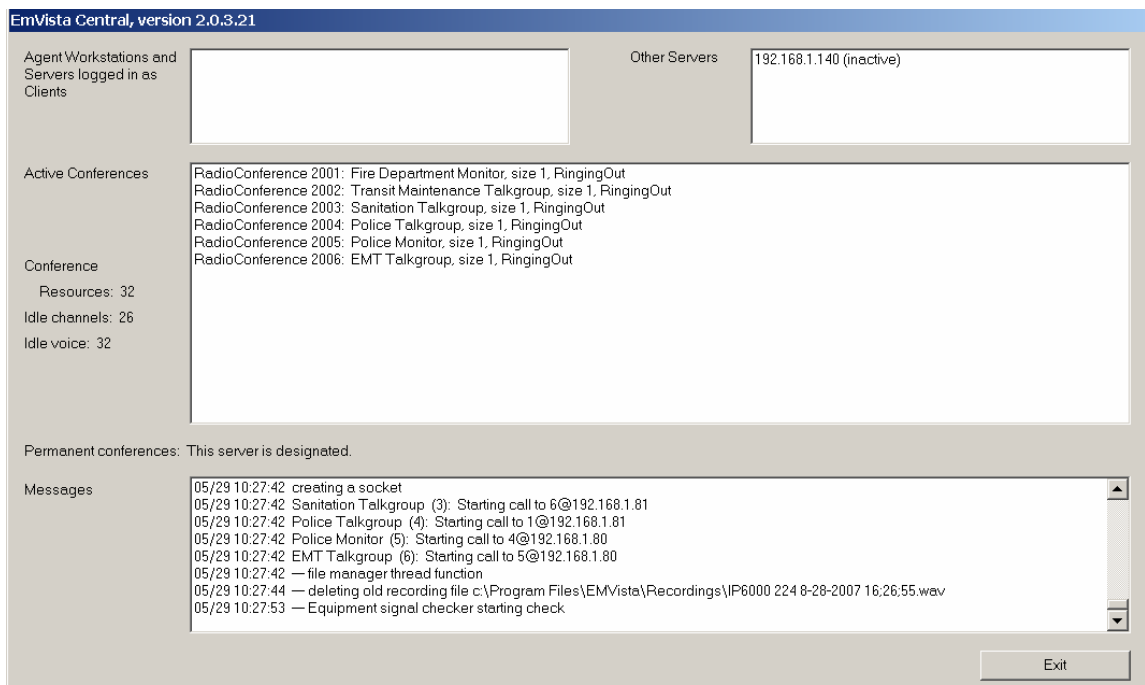 EmVista Central, version 2.0.3.21
Agent Workstations and
Servers logged in as
Clients
Other Servers
192.168.1.140 (inactive)
Active Conferences
RadioConference 2001: Fire Department Monitor, size 1, RingingOut
RadioConference 2002: Transit Maintenance Talkgroup, size 1, RingingOut
RadioConference 2003: Sanitation Talkgroup, size 1, RingingOut
RadioConference 2004: Police Talkgroup, size 1, RingingOut
RadioConference 2005: Police Monitor, size 1, RingingOut
RadioConference 2006: EMT Talkgroup, size 1, RingingOut
Conference
Resources: 32
Idle channels: 26
Idle voice: 32
Permanent conferences: This server is designated.
Messages
05/29 10:27:42 creating a socket
05/29 10:27:42 Sanitation Talkgroup (3): Starting call to 6@192.168.1.81
05/29 10:27:42 Police Talkgroup (4): Starting call to 1@192.168.1.81
05/29 10:27:42 Police Monitor (5): Starting call to 4@192.168.1.80
05/29 10:27:42 EMT Talkgroup (6): Starting call to 5@192.168.1.80
05/29 10:27:42 — file manager thread function
05/29 10:27:44 — deleting old recording file c:\Program Files\EMVista\Recordings\IP6000 224 8-28-2007 16;26;55.wav
05/29 10:27:53 — Equipment signal checker starting check
Exit